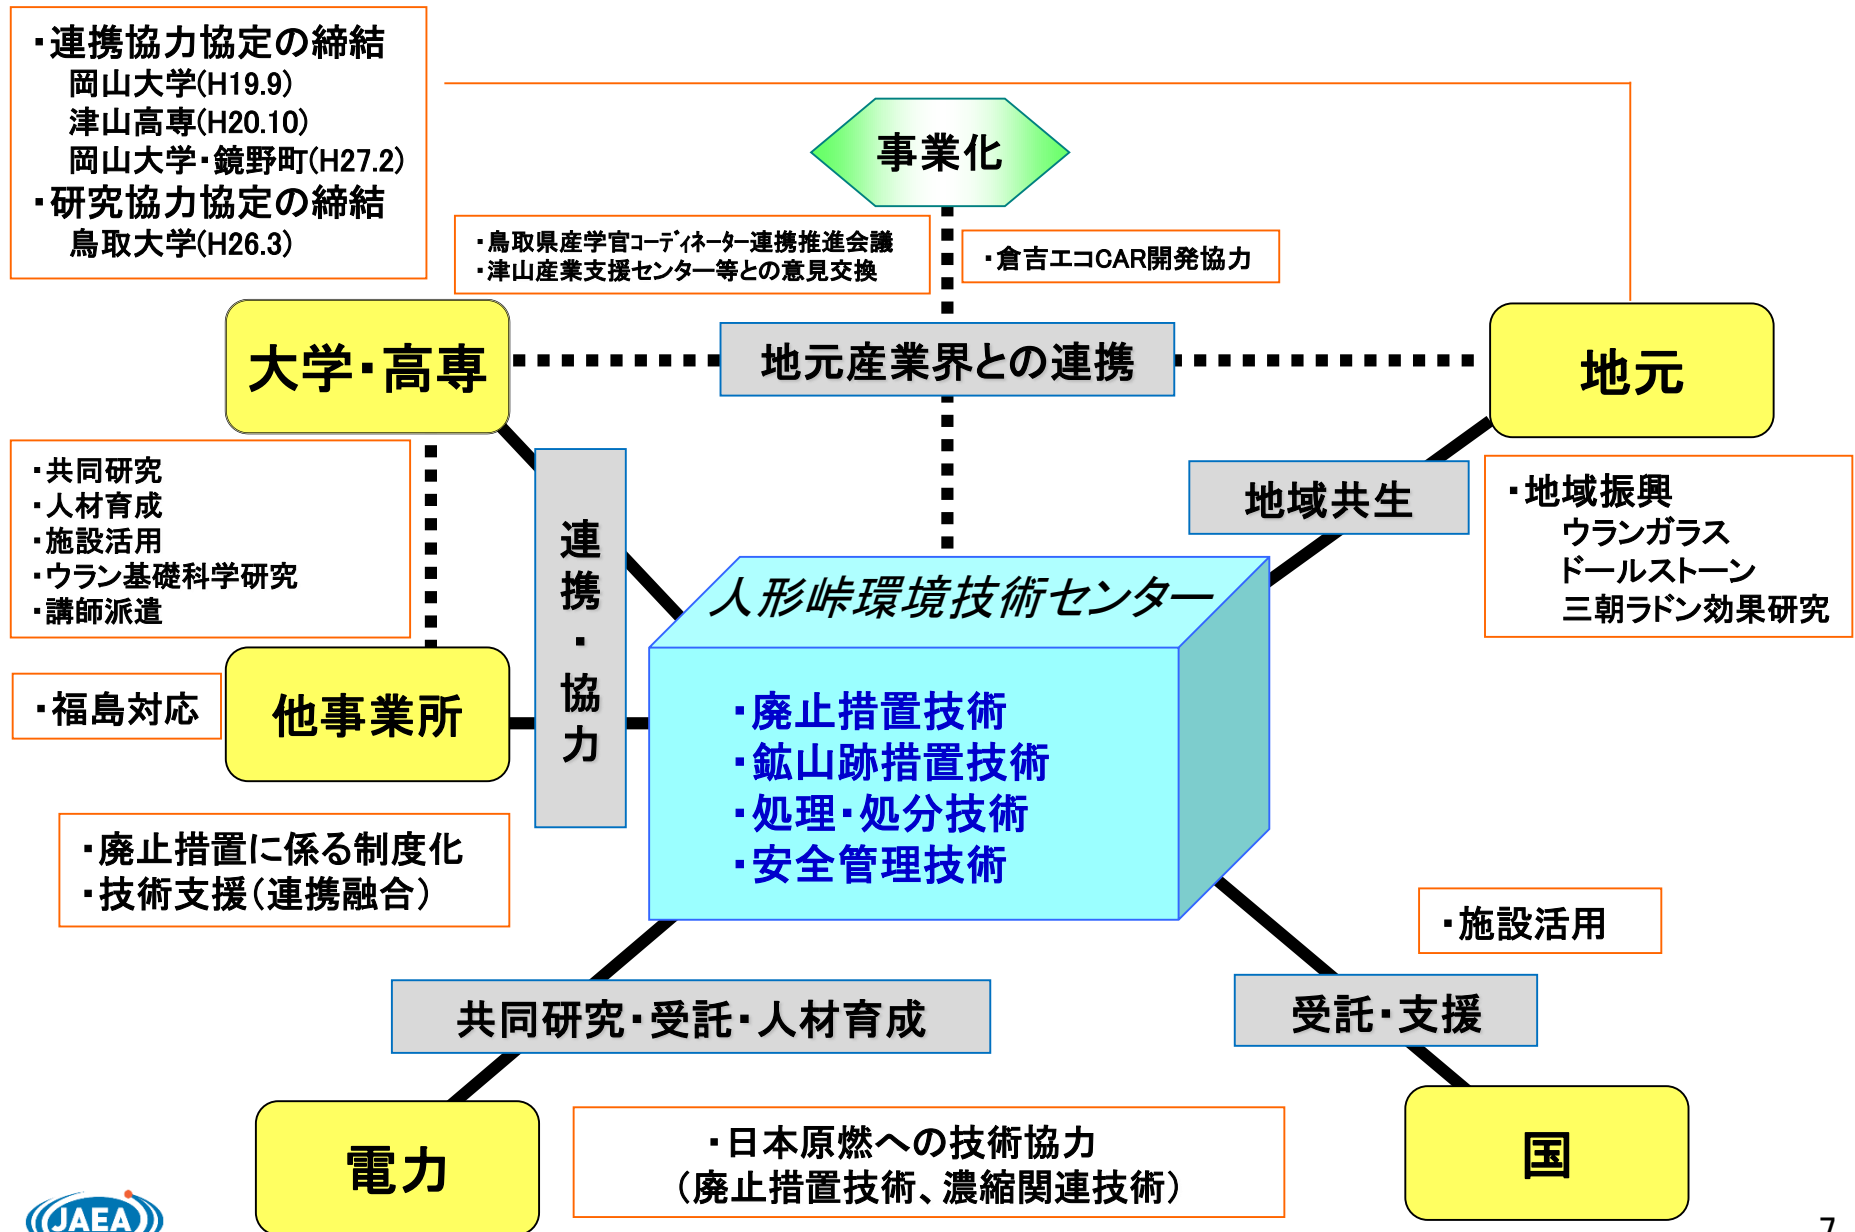 ・連携協力協定の締結
岡山大学(H19.9)
津山高専(H20.10)
岡山大学・鏡野町(H27.2)
・研究協力協定の締結
鳥取大学(H26.3)
事業化
・鳥取県産学官コーディネーター連携推進会議
・津山産業支援センター等との意見交換
・倉吉エコCAR開発協力
大学・高専
地元産業界との連携
地元
・共同研究
・人材育成
・施設活用
・ウラン基礎科学研究
・講師派遣
連携・協力
地域共生
・地域振興
ウランガラス
ドールストーン
三朝ラドン効果研究
人形峠環境技術センター
・廃止措置技術
・鉱山跡措置技術
・処理・処分技術
・安全管理技術
・福島対応
他事業所
・廃止措置に係る制度化
・技術支援(連携融合)
・施設活用
共同研究・受託・人材育成
受託・支援
電力
・日本原燃への技術協力
(廃止措置技術、濃縮関連技術)
国
JAEA
7